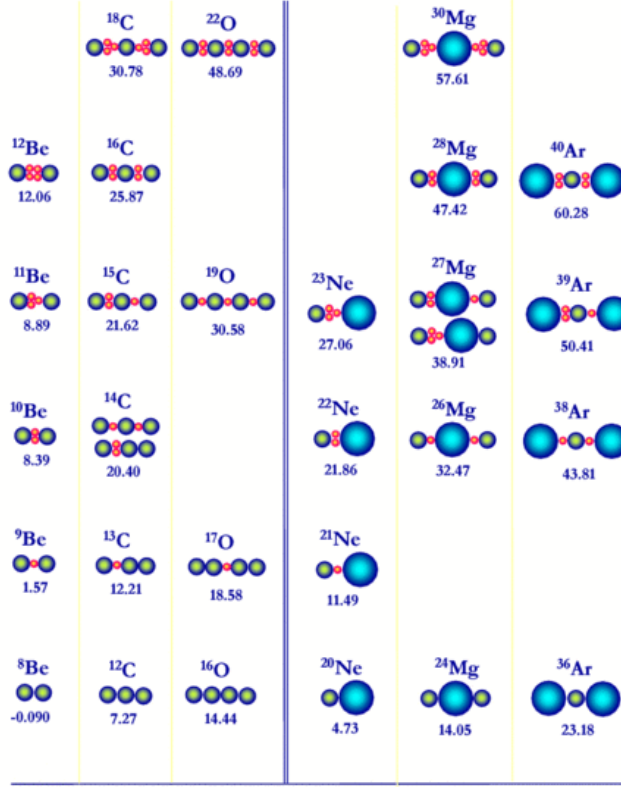 ¹⁸C ²²O ³⁰Mg
30.78 48.69 57.61
¹²Be ¹⁶C ²⁸Mg ⁴⁰Ar
12.06 25.87 47.42 60.28
¹¹Be ¹⁵C ¹⁹O ²³Ne ²⁷Mg ³⁹Ar
8.89 21.62 30.58 27.06 38.91 50.41
¹⁰Be ¹⁴C ²²Ne ²⁶Mg ³⁸Ar
8.39 20.40 21.86 32.47 43.81
⁹Be ¹³C ¹⁷O ²¹Ne
1.57 12.21 18.58 11.49
⁸Be ¹²C ¹⁶O ²⁰Ne ²⁴Mg ³⁶Ar
-0.090 7.27 14.44 4.73 14.05 23.18